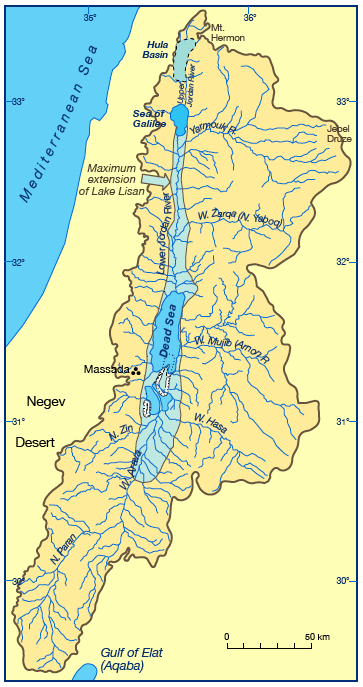 35°
36°
Mt.
Hermon
Hula
Basin
Upper
Jordan River
Mediterranean Sea
33°
33°
Sea of
Galilee
Yarmouk R.
Jebel
Druze
Maximum
extension
of Lake Lisan
Lower Jordan River
W. Zarqa (N. Yaboq)
32°
32°
Dead Sea
W. Mujib (Arnon R.
Massada
Negev
31°
31°
Desert
N. Zin
W. Hasa
W. Arava
N. Paran
30°
30°
0
50 km
Gulf of Elat
(Aqaba)